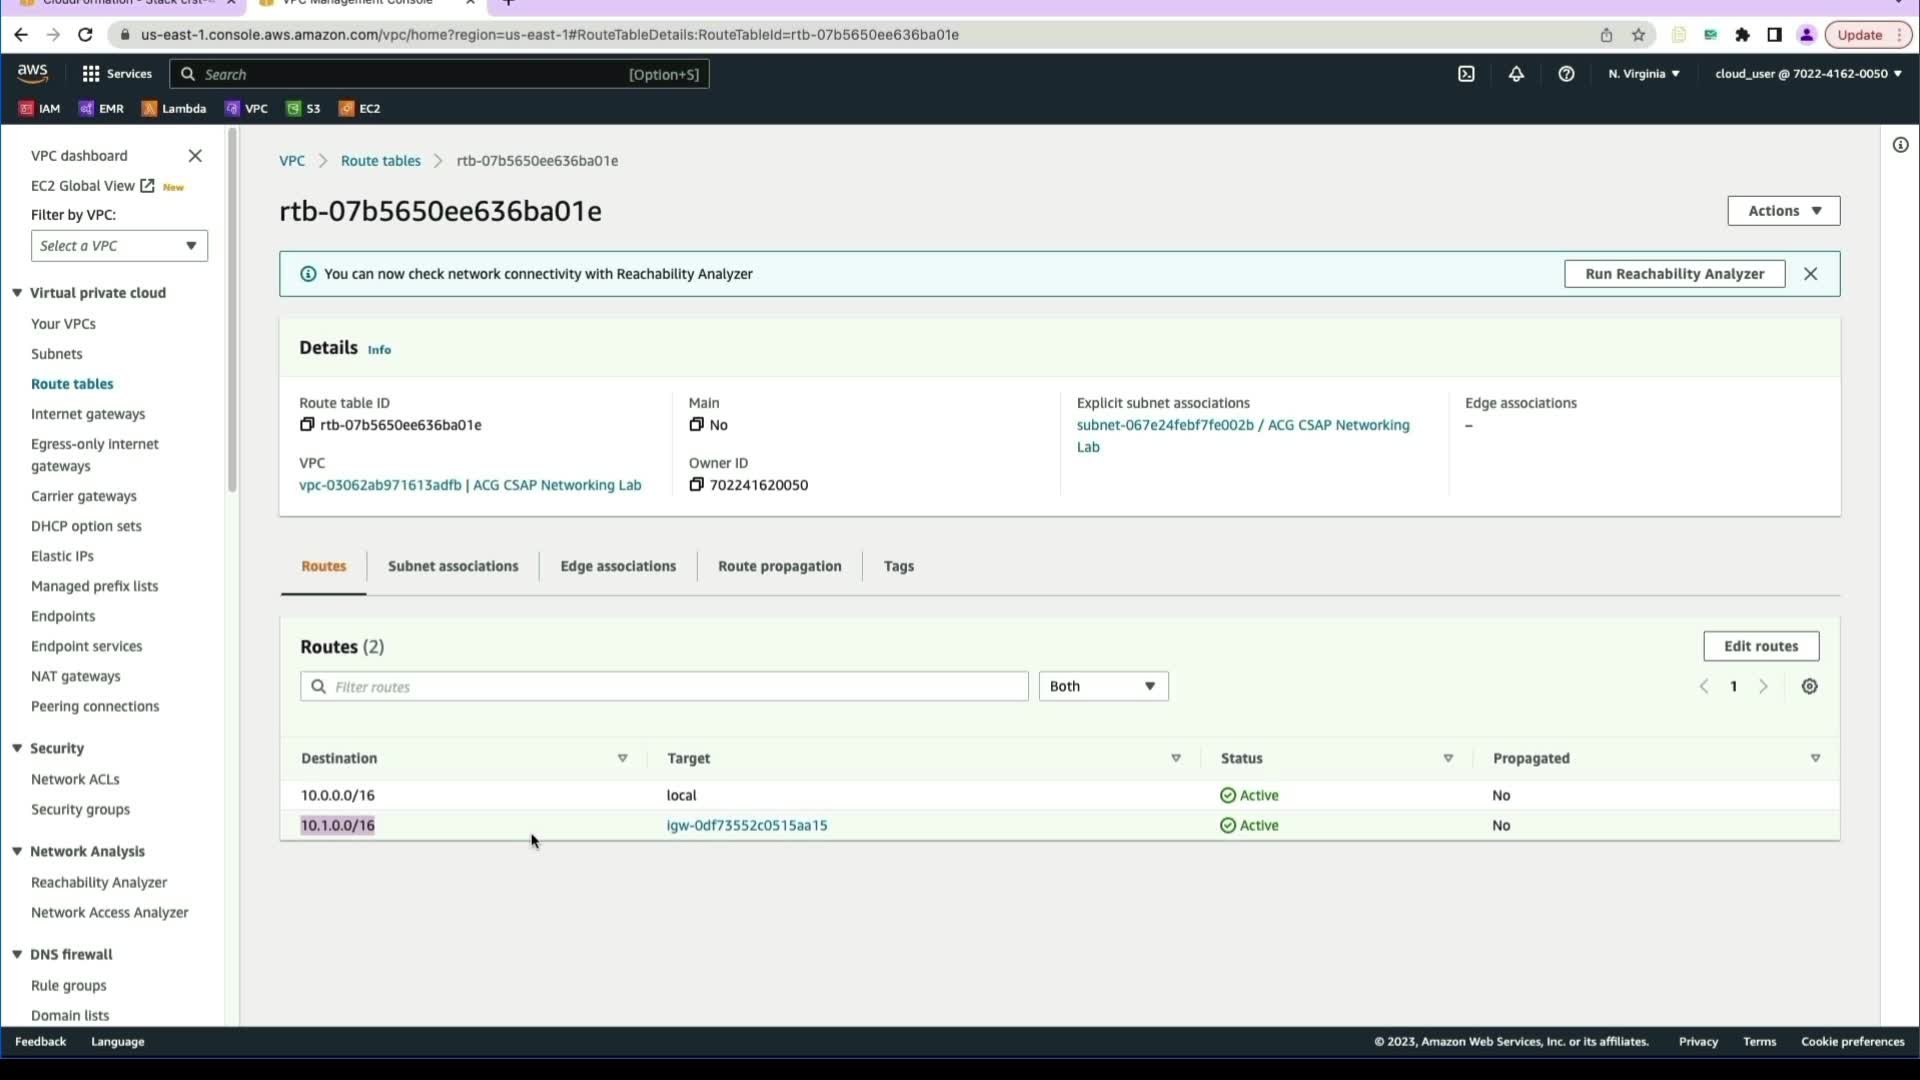 CloudFormation - Stack
VPC Management Console
us-east-1.console.aws.amazon.com/vpc/home?region=us-east-1#RouteTableDetails:RouteTableId=rtb-07b5650ee636ba01e
Update
aws
Services
Search
[Option+S]
N. Virginia
cloud_user @ 7022-4162-0050
IAM
EMR
Lambda
VPC
S3
EC2
VPC dashboard
EC2 Global View
New
Filter by VPC:
Select a VPC
Virtual private cloud
Your VPCs
Subnets
Route tables
Internet gateways
Egress-only internet
gateways
Carrier gateways
DHCP option sets
Elastic IPs
Managed prefix lists
Endpoints
Endpoint services
NAT gateways
Peering connections
Security
Network ACLs
Security groups
Network Analysis
Reachability Analyzer
Network Access Analyzer
DNS firewall
Rule groups
Domain lists
VPC
Route tables
rtb-07b5650ee636ba01e
rtb-07b5650ee636ba01e
Actions
You can now check network connectivity with Reachability Analyzer
Run Reachability Analyzer
Details Info
Route table ID
rtb-07b5650ee636ba01e
VPC
vpc-03062ab971613adfb | ACG CSAP Networking Lab
Main
No
Owner ID
702241620050
Explicit subnet associations
subnet-067e24febf7fe002b / ACG CSAP Networking
Lab
Edge associations
–
Routes
Subnet associations
Edge associations
Route propagation
Tags
Routes (2)
Edit routes
Filter routes
Both
1
Destination Target Status Propagated
10.0.0.0/16 local Active No
10.1.0.0/16 igw-0df73552c0515aa15 Active No
Feedback
Language
© 2023, Amazon Web Services, Inc. or its affiliates.
Privacy
Terms
Cookie preferences